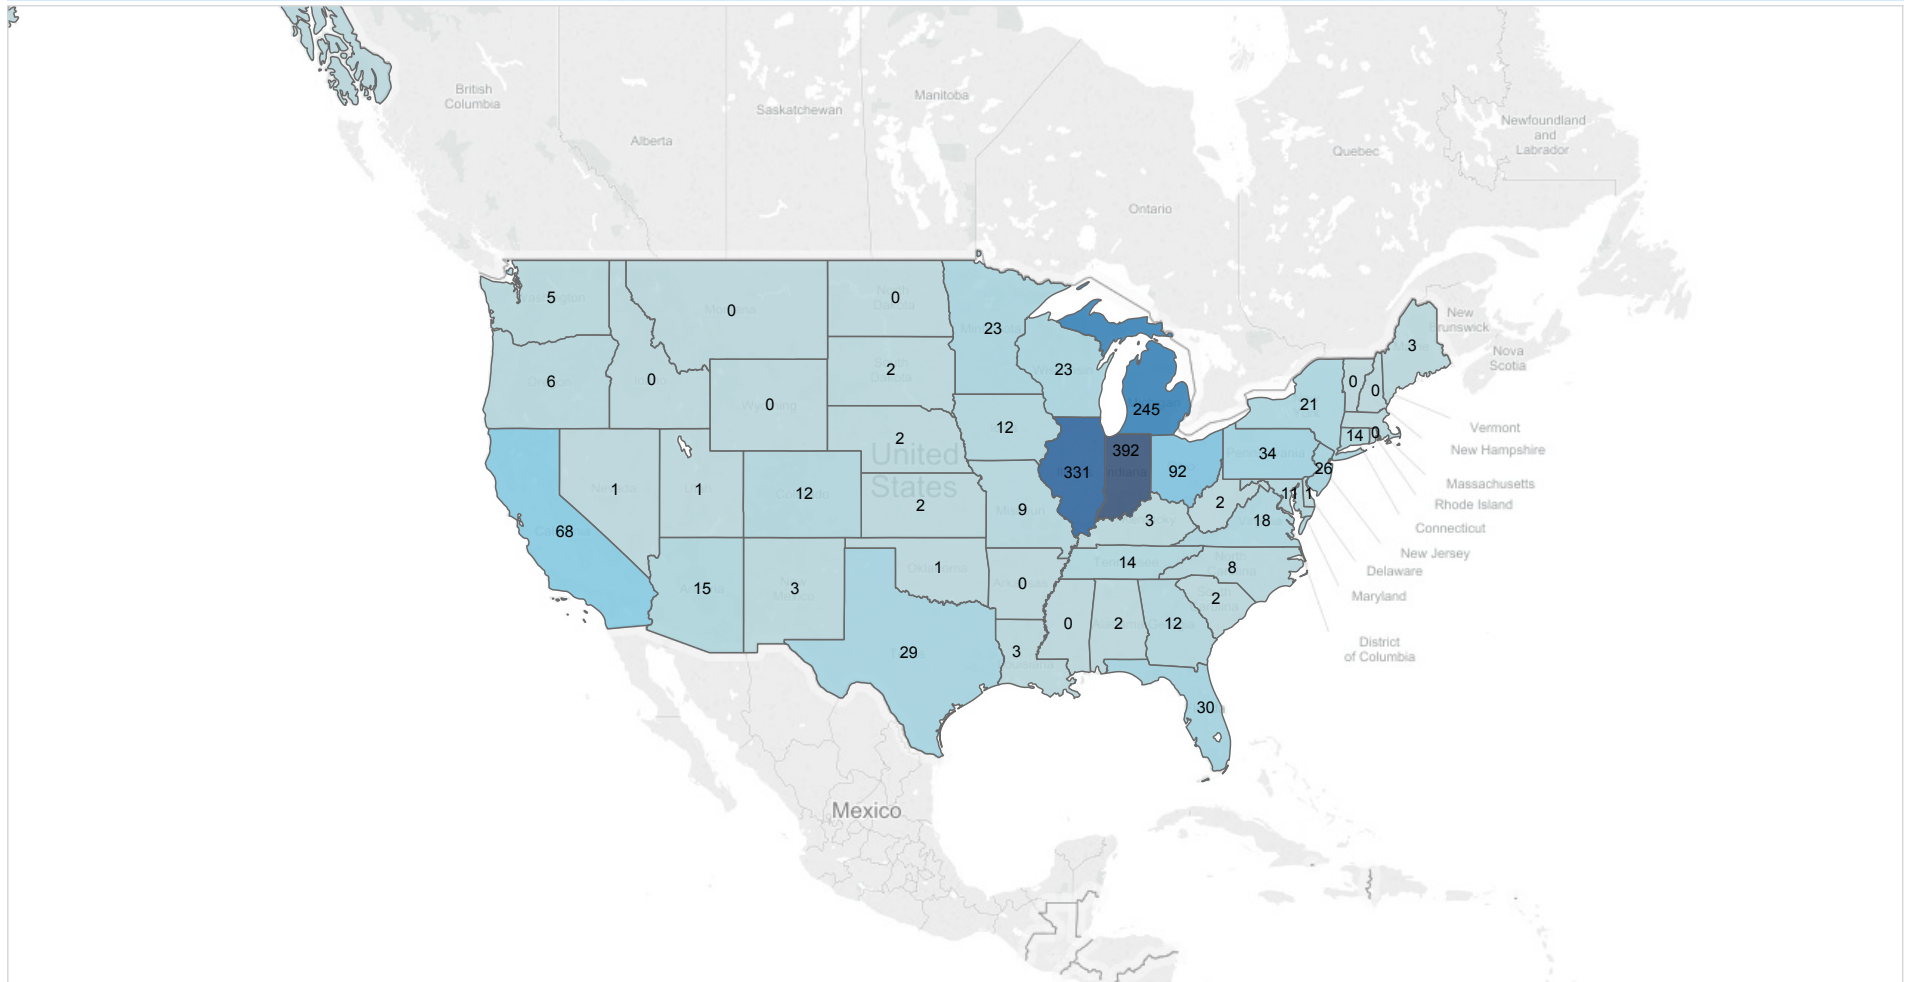 British
Columbia
Alberta
Saskatchewan
Manitoba
Ontario
Quebec
Newfoundland
and
Labrador
New
Brunswick
Nova
Scotia
5
0
0
23
23
245
3
6
0
0
2
2
12
331
392
92
34
21
0
0
14
0
26
11
1
68
1
1
12
2
9
3
2
18
15
3
1
0
14
8
2
29
3
0
2
12
30
United
States
Mexico
Vermont
New Hampshire
Massachusetts
Rhode Island
Connecticut
New Jersey
Delaware
Maryland
District
of Columbia